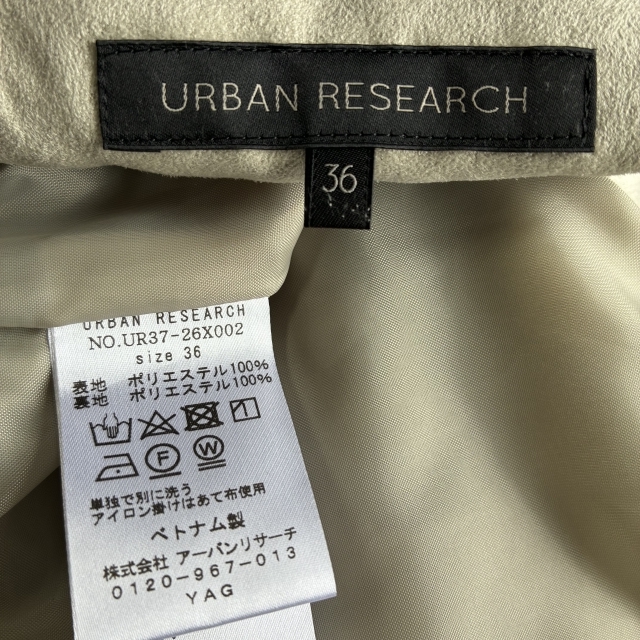 URBAN RESEARCH
36
URBAN RESEARCH
NO.UR37-26X002
size 36
表地 ポリエステル100%
裏地 ポリエステル100%
F W
単独で別に洗う
アイロン掛けはあて布使用
ベトナム製
株式会社 アーバンリサーチ
0120-967-013
YAG